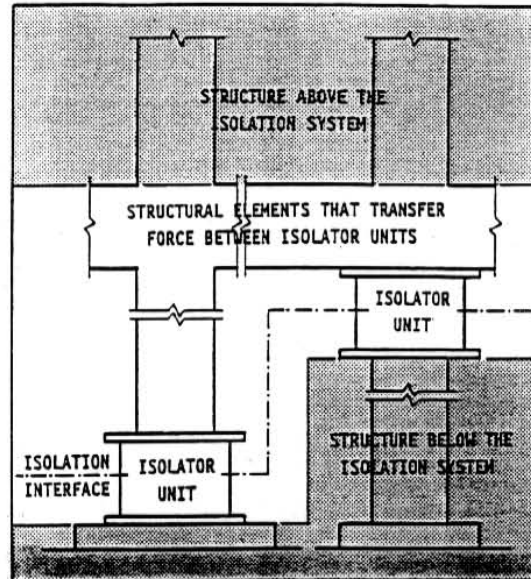 STRUCTURE ABOVE THE
ISOLATION SYSTEM
STRUCTURAL ELEMENTS THAT TRANSFER
FORCE BETWEEN ISOLATOR UNITS
ISOLATOR
UNIT
STRUCTURE BELOW THE
ISOLATION SYSTEM
ISOLATION
INTERFACE
ISOLATOR
UNIT